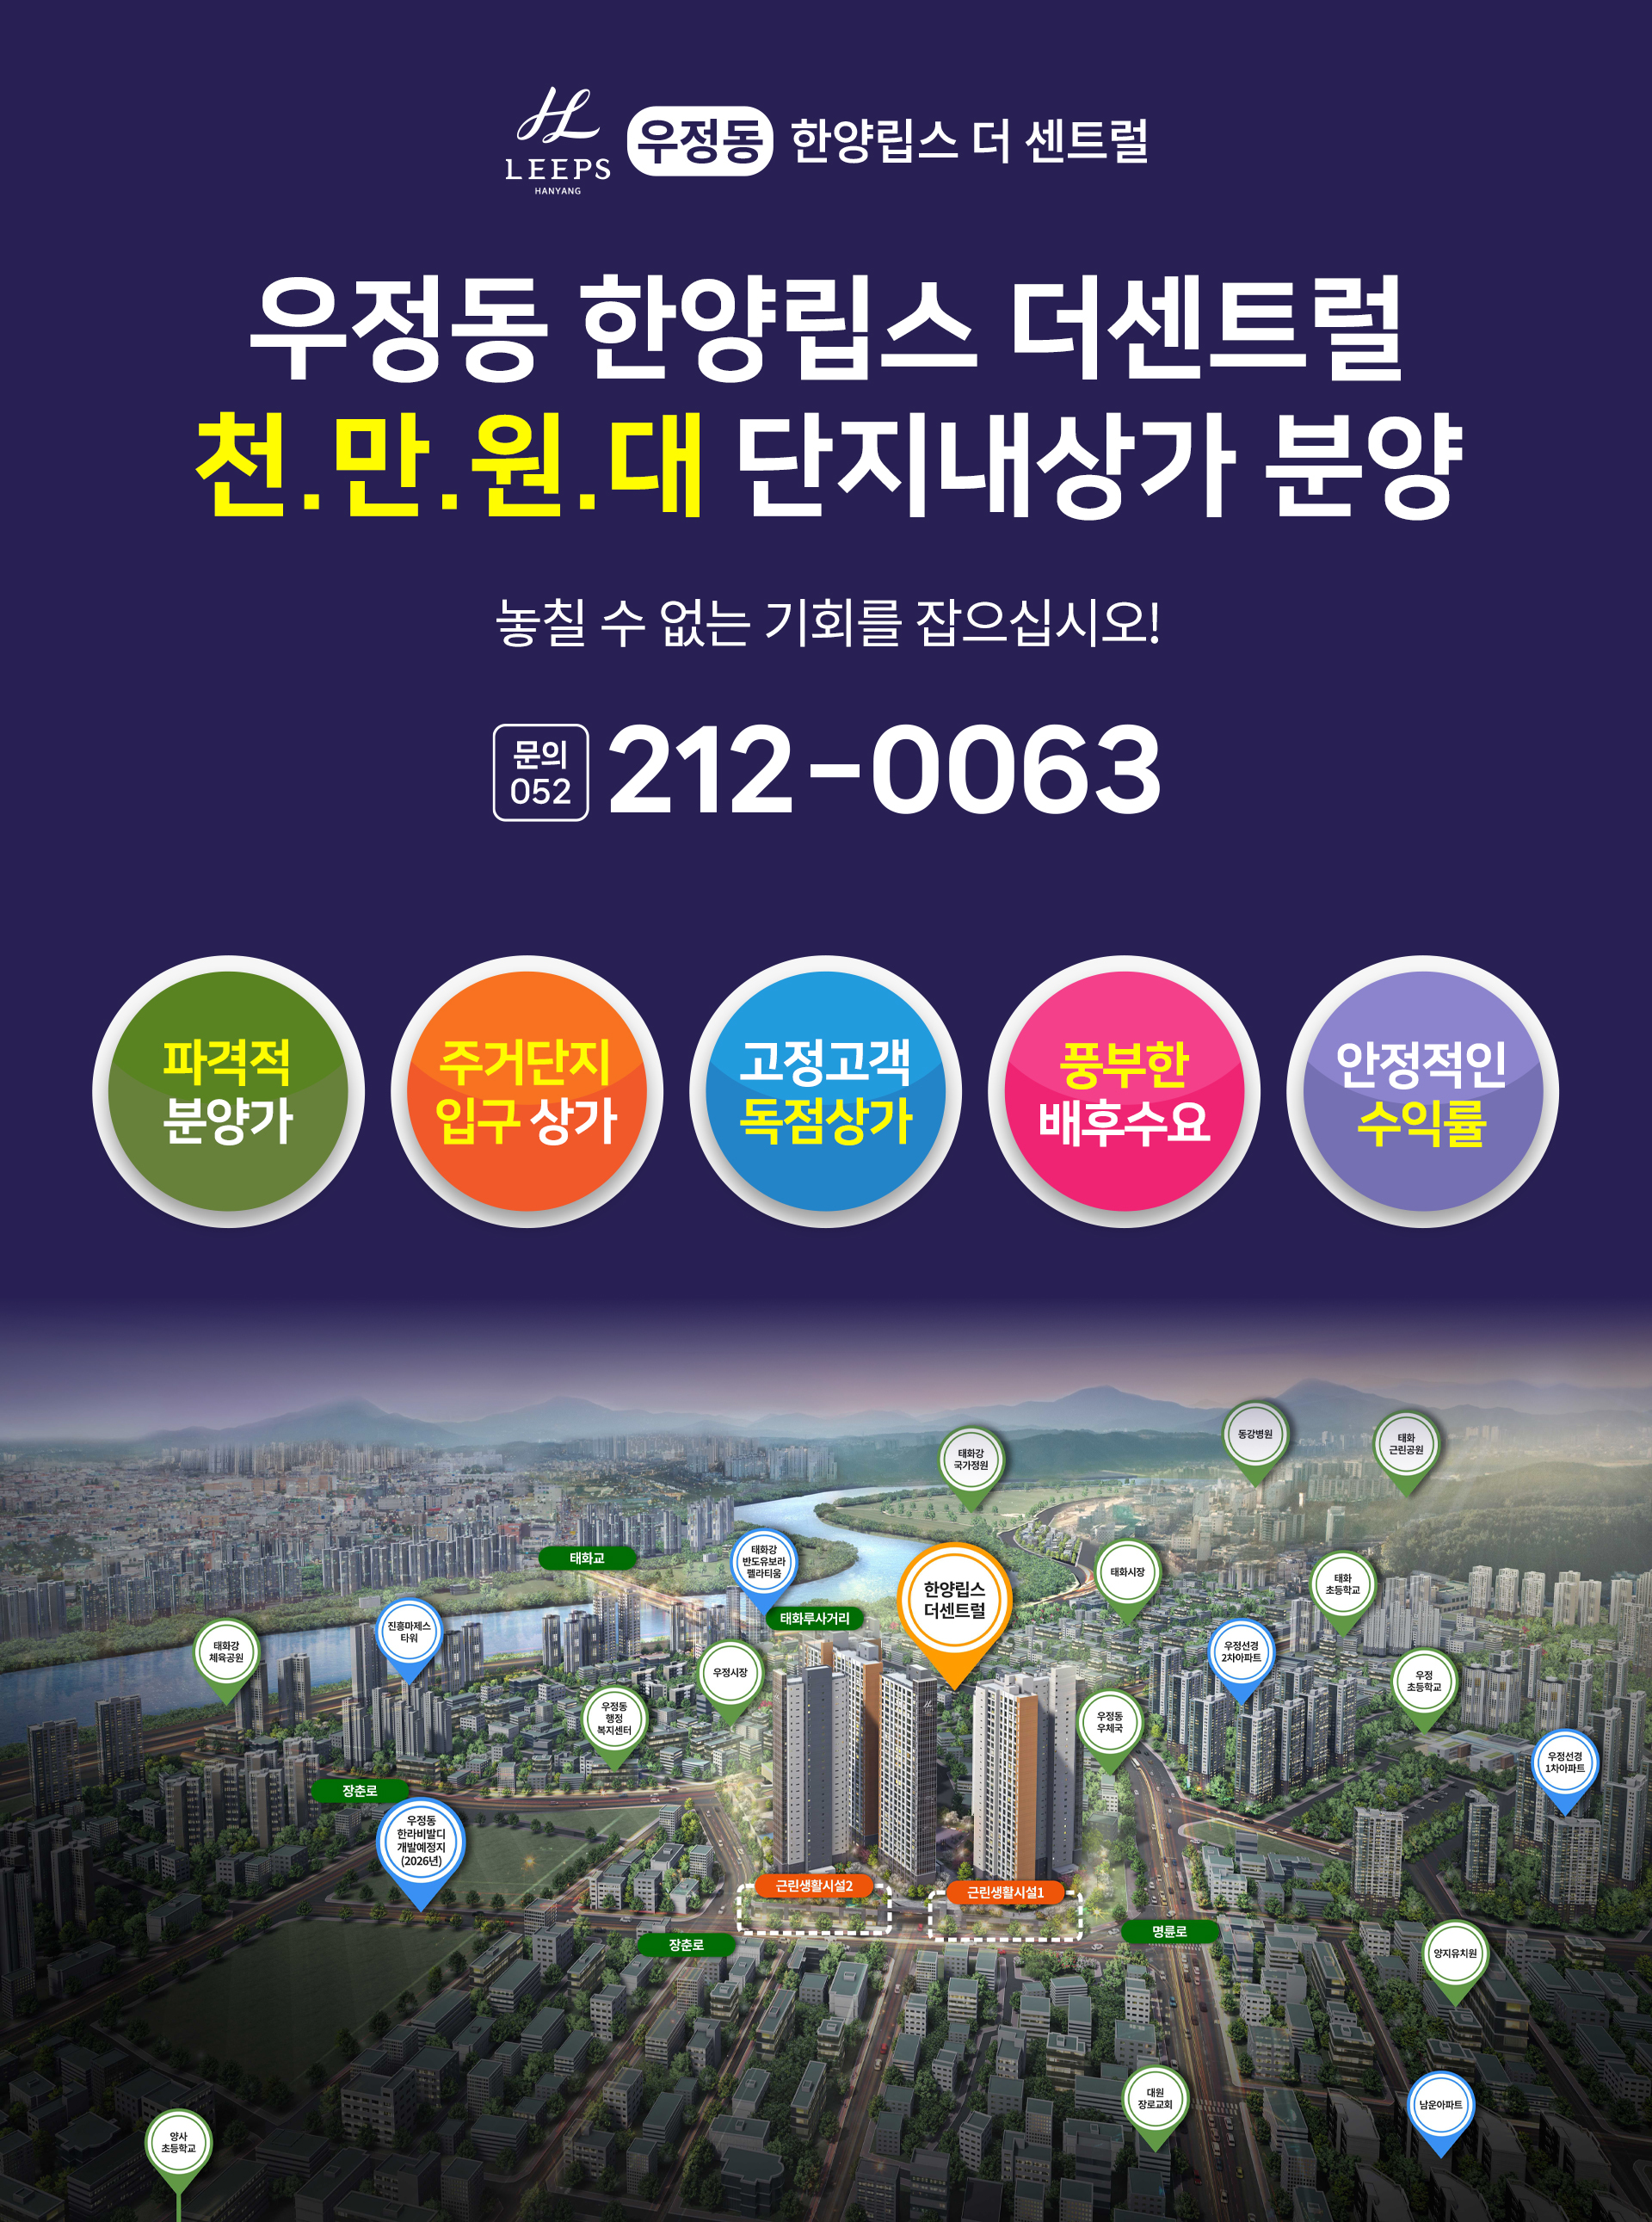 HL
LEEPS
HANYANG
우정동 한양립스 더 센트럴
우정동 한양립스 더센트럴
천.만.원.대 단지내상가 분양
놓칠 수 없는 기회를 잡으십시오!
문의
052
212-0063
파격적
분양가
주거단지
입구 상가
고정고객
독점상가
풍부한
배후수요
안정적인
수익률
동강병원
태화
근린공원
태화강
국가정원
태화교
태화강
반도유보라
펠라티움
태화루사거리
한양립스
더센트럴
태화시장
태화
초등학교
태화강
체육공원
진흥마제스
타워
우정시장
우정선경
2차아파트
우정
초등학교
우정동
행정
복지센터
우정동
우체국
우정선경
1차아파트
장춘로
우정동
한라비발디
개발예정지
(2026년)
근린생활시설2
근린생활시설1
장춘로
명륜로
양지유치원
대원
장로교회
남운아파트
양사
초등학교